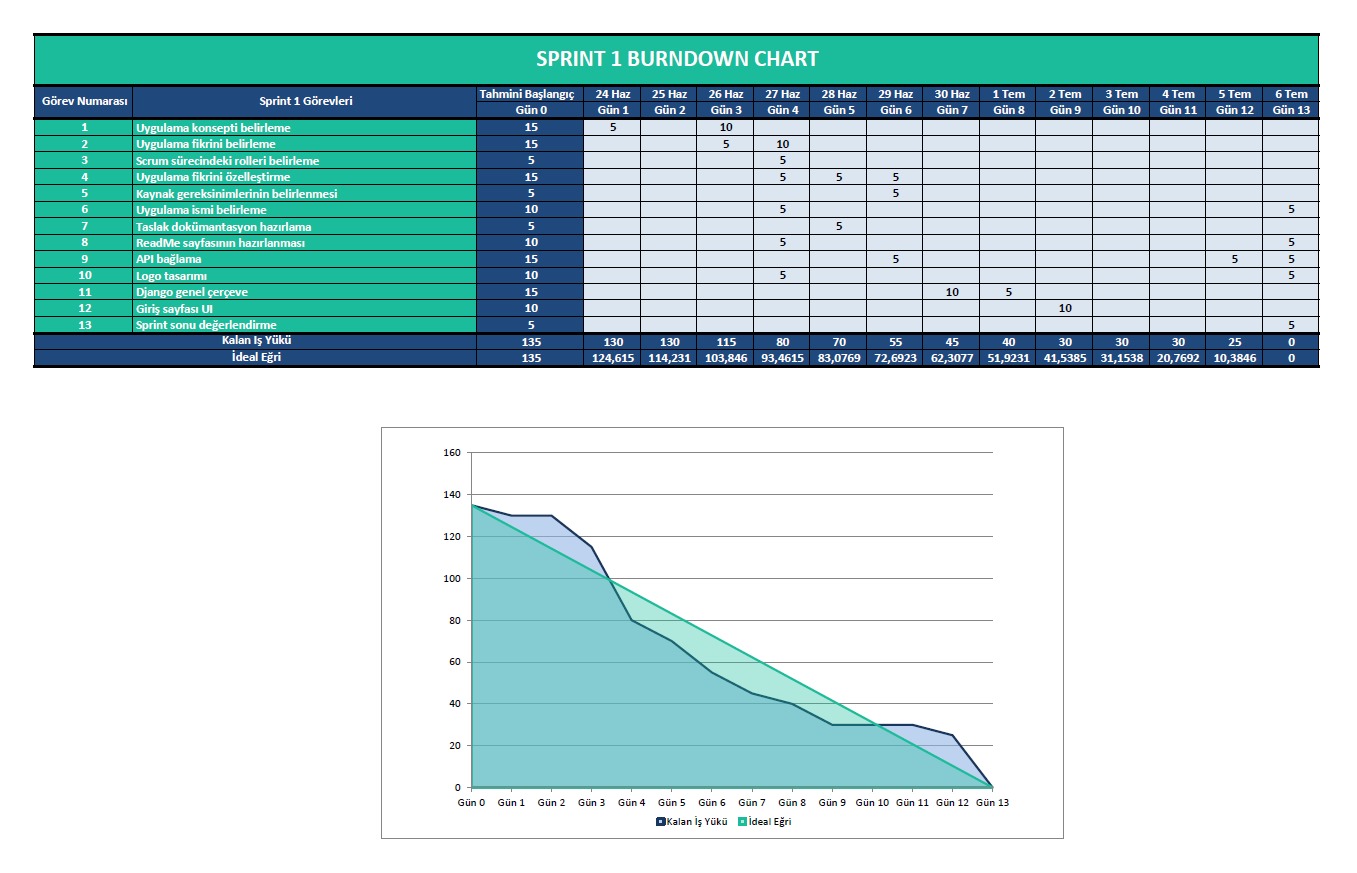 SPRINT 1 BURNDOWN CHART
Görev Numarası Sprint 1 Görevleri Tahmini Başlangıç 24 Haz 25 Haz 26 Haz 27 Haz 28 Haz 29 Haz 30 Haz 1 Tem 2 Tem 3 Tem 4 Tem 5 Tem 6 Tem
Gün 0 Gün 1 Gün 2 Gün 3 Gün 4 Gün 5 Gün 6 Gün 7 Gün 8 Gün 9 Gün 10 Gün 11 Gün 12 Gün 13
1 Uygulama konsepti belirleme 15 5 10
2 Uygulama fikrini belirleme 15 5 10
3 Scrum sürecindeki rolleri belirleme 5 5
4 Uygulama fikrini özelleştirme 15 5 5 5
5 Kaynak gereksinimlerinin belirlenmesi 5 5
6 Uygulama ismi belirleme 10 5 5
7 Taslak dokümantasyon hazırlama 5 5
8 ReadMe sayfasının hazırlanması 10 5 5
9 API bağlama 15 5 5 5
10 Logo tasarımı 10 5 5
11 Django genel çerçeve 15 10 5
12 Giriş sayfası UI 10 10
13 Sprint sonu değerlendirme 5 5
Kalan İş Yükü 135 130 130 115 80 70 55 45 40 30 30 30 25 0
İdeal Eğri 135 124,615 114,231 103,846 93,4615 83,0769 72,6923 62,3077 51,9231 41,5385 31,1538 20,7692 10,3846 0
160
140
120
100
80
60
40
20
0
Gün 0 Gün 1 Gün 2 Gün 3 Gün 4 Gün 5 Gün 6 Gün 7 Gün 8 Gün 9 Gün 10 Gün 11 Gün 12 Gün 13
Kalan İş Yükü İdeal Eğri